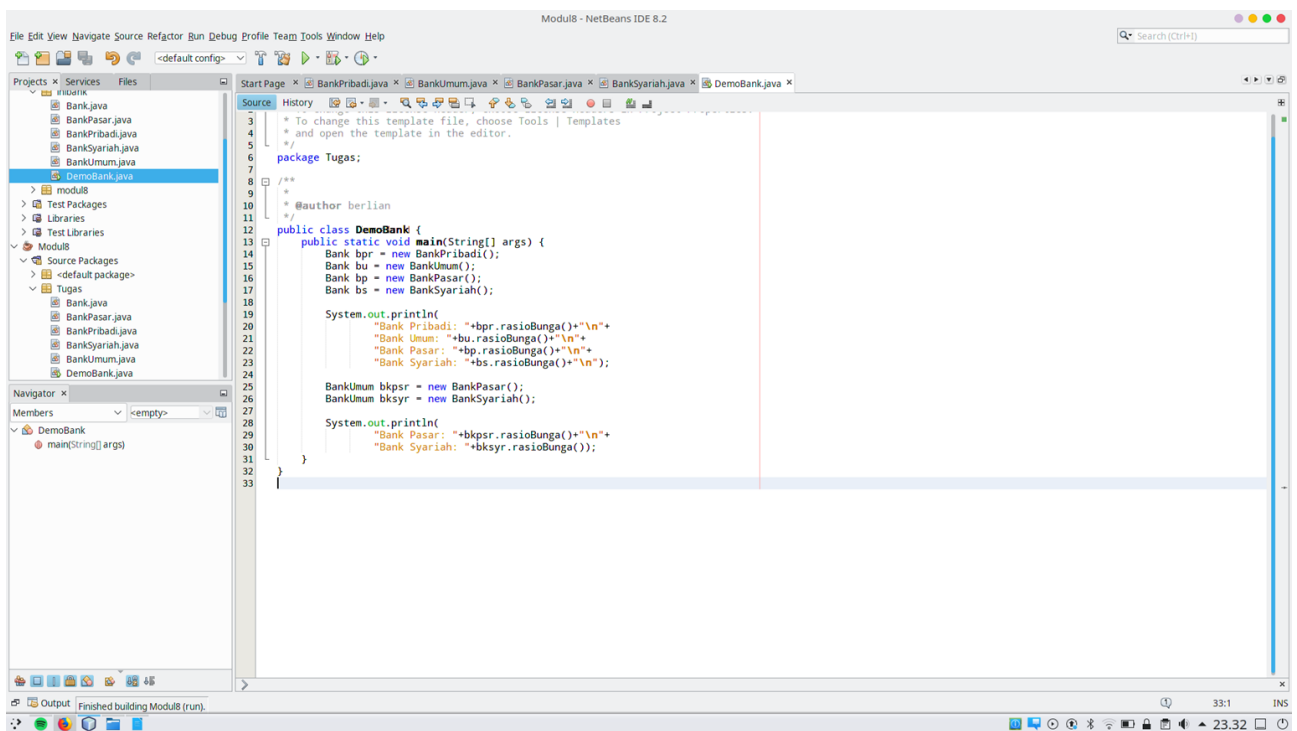 Modul8 - NetBeans IDE 8.2
File Edit View Navigate Source Refactor Run Debug Profile Team Tools Window Help
Search (Ctrl+I)
<default config>
Projects × Services Files
Start Page × BankPribadi.java × BankUmum.java × BankPasar.java × BankSyariah.java × DemoBank.java ×
Source History
Bank.java
BankPasar.java
BankPribadi.java
BankSyariah.java
BankUmum.java
DemoBank.java
modul8
Test Packages
Libraries
Test Libraries
Modul8
Source Packages
<default package>
Tugas
Bank.java
BankPasar.java
BankPribadi.java
BankSyariah.java
BankUmum.java
DemoBank.java
Navigator ×
Members <empty>
DemoBank
main(String[] args)
3 * To change this template file, choose Tools | Templates
4 * and open the template in the editor.
5 */
6 package Tugas;
7
8 /**
9 *
10 * @author berlian
11 */
12 public class DemoBank {
13 public static void main(String[] args) {
14 Bank bpr = new BankPribadi();
15 Bank bu = new BankUmum();
16 Bank bp = new BankPasar();
17 Bank bs = new BankSyariah();
18
19 System.out.println(
20 "Bank Pribadi: "+bpr.rasioBunga()+"\n"+
21 "Bank Umum: "+bu.rasioBunga()+"\n"+
22 "Bank Pasar: "+bp.rasioBunga()+"\n"+
23 "Bank Syariah: "+bs.rasioBunga()+"\n");
24
25 BankUmum bkpsr = new BankPasar();
26 BankUmum bksyr = new BankSyariah();
27
28 System.out.println(
29 "Bank Pasar: "+bkpsr.rasioBunga()+"\n"+
30 "Bank Syariah: "+bksyr.rasioBunga());
31 }
32 }
33
Output Finished building Modul8 (run).
33:1 INS
23.32